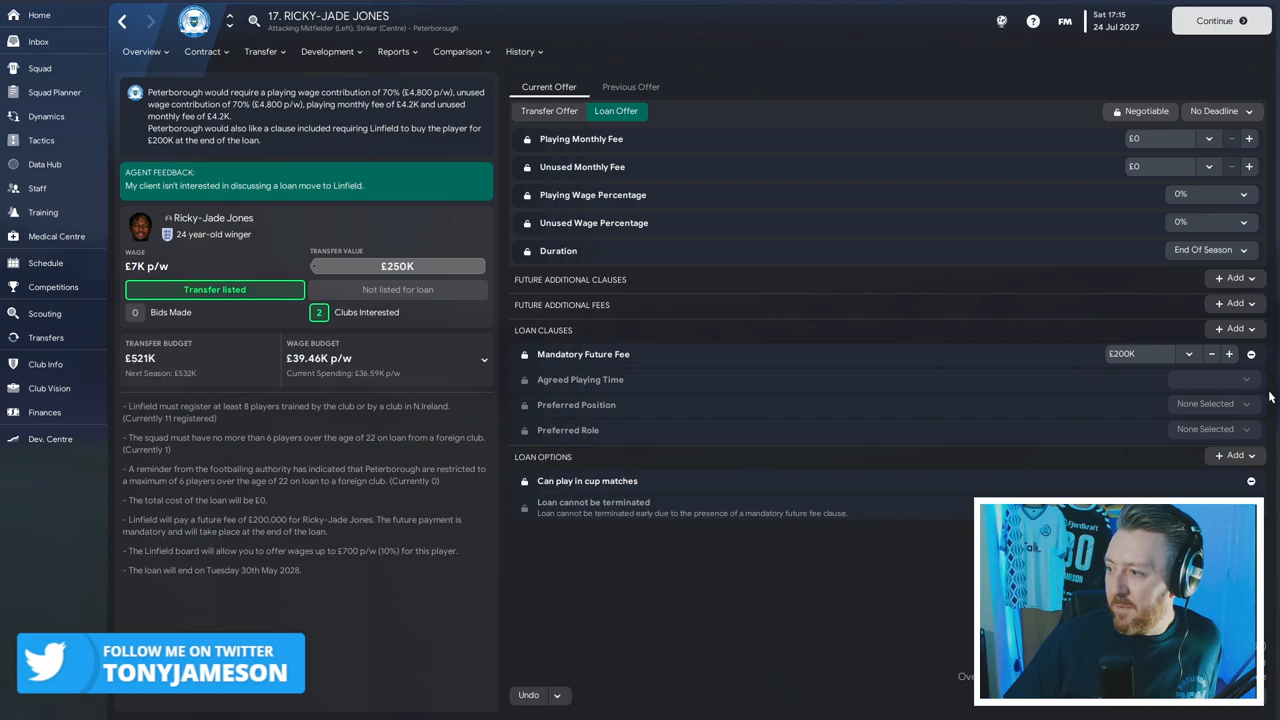 Home
Inbox
Squad
Squad Planner
Dynamics
Tactics
Data Hub
Staff
Training
Medical Centre
Schedule
Competitions
Scouting
Transfers
Club Info
Club Vision
Finances
Dev. Centre
17. RICKY-JADE JONES
Attacking Midfielder (Left), Striker (Centre) - Peterborough
FM
Sat 17:15
24 Jul 2027
Continue
Overview
Contract
Transfer
Development
Reports
Comparison
History
Peterborough would require a playing wage contribution of 70% (£4,800 p/w), unused
wage contribution of 70% (£4,800 p/w), playing monthly fee of £4.2K and unused
monthly fee of £4.2K.
Peterborough would also like a clause included requiring Linfield to buy the player for
£200K at the end of the loan.
AGENT FEEDBACK:
My client isn't interested in discussing a loan move to Linfield.
Ricky-Jade Jones
24 year-old winger
WAGE
£7K p/w
TRANSFER VALUE
£250K
Transfer listed
Not listed for loan
0 Bids Made
2 Clubs Interested
TRANSFER BUDGET
£521K
Next Season: £532K
WAGE BUDGET
£39.46K p/w
Current Spending: £36.59K p/w
- Linfield must register at least 8 players trained by the club or by a club in N.Ireland.
(Currently 11 registered)
- The squad must have no more than 6 players over the age of 22 on loan from a foreign club.
(Currently 1)
- A reminder from the footballing authority has indicated that Peterborough are restricted to
a maximum of 6 players over the age of 22 on loan to a foreign club. (Currently 0)
- The total cost of the loan will be £0.
- Linfield will pay a future fee of £200,000 for Ricky-Jade Jones. The future payment is
mandatory and will take place at the end of the loan.
- The Linfield board will allow you to offer wages up to £700 p/w (10%) for this player.
- The loan will end on Tuesday 30th May 2028.
Current Offer
Previous Offer
Transfer Offer
Loan Offer
Negotiable
No Deadline
Playing Monthly Fee £0
Unused Monthly Fee £0
Playing Wage Percentage 0%
Unused Wage Percentage 0%
Duration End Of Season
FUTURE ADDITIONAL CLAUSES + Add
FUTURE ADDITIONAL FEES + Add
LOAN CLAUSES + Add
Mandatory Future Fee £200K
Agreed Playing Time
Preferred Position None Selected
Preferred Role None Selected
LOAN OPTIONS + Add
Can play in cup matches
Loan cannot be terminated
Loan cannot be terminated early due to the presence of a mandatory future fee clause.
Undo
FOLLOW ME ON TWITTER
TONYJAMESON